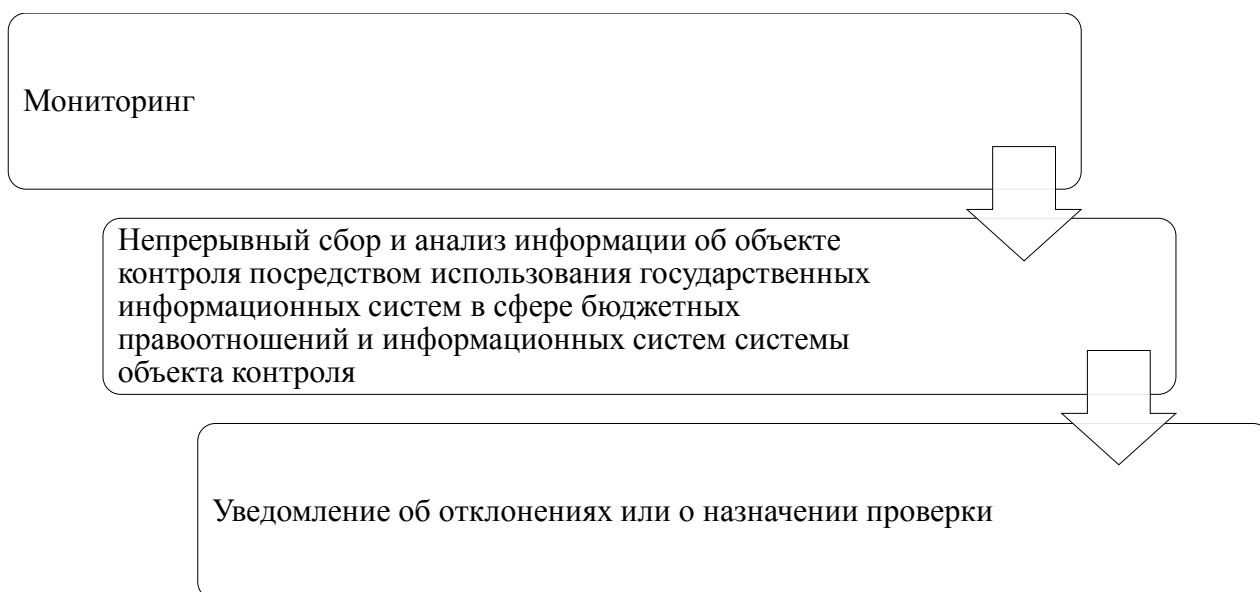 Мониторинг
Непрерывный сбор и анализ информации об объекте
контроля посредством использования государственных
информационных систем в сфере бюджетных
правоотношений и информационных систем системы
объекта контроля
Уведомление об отклонениях или о назначении проверки